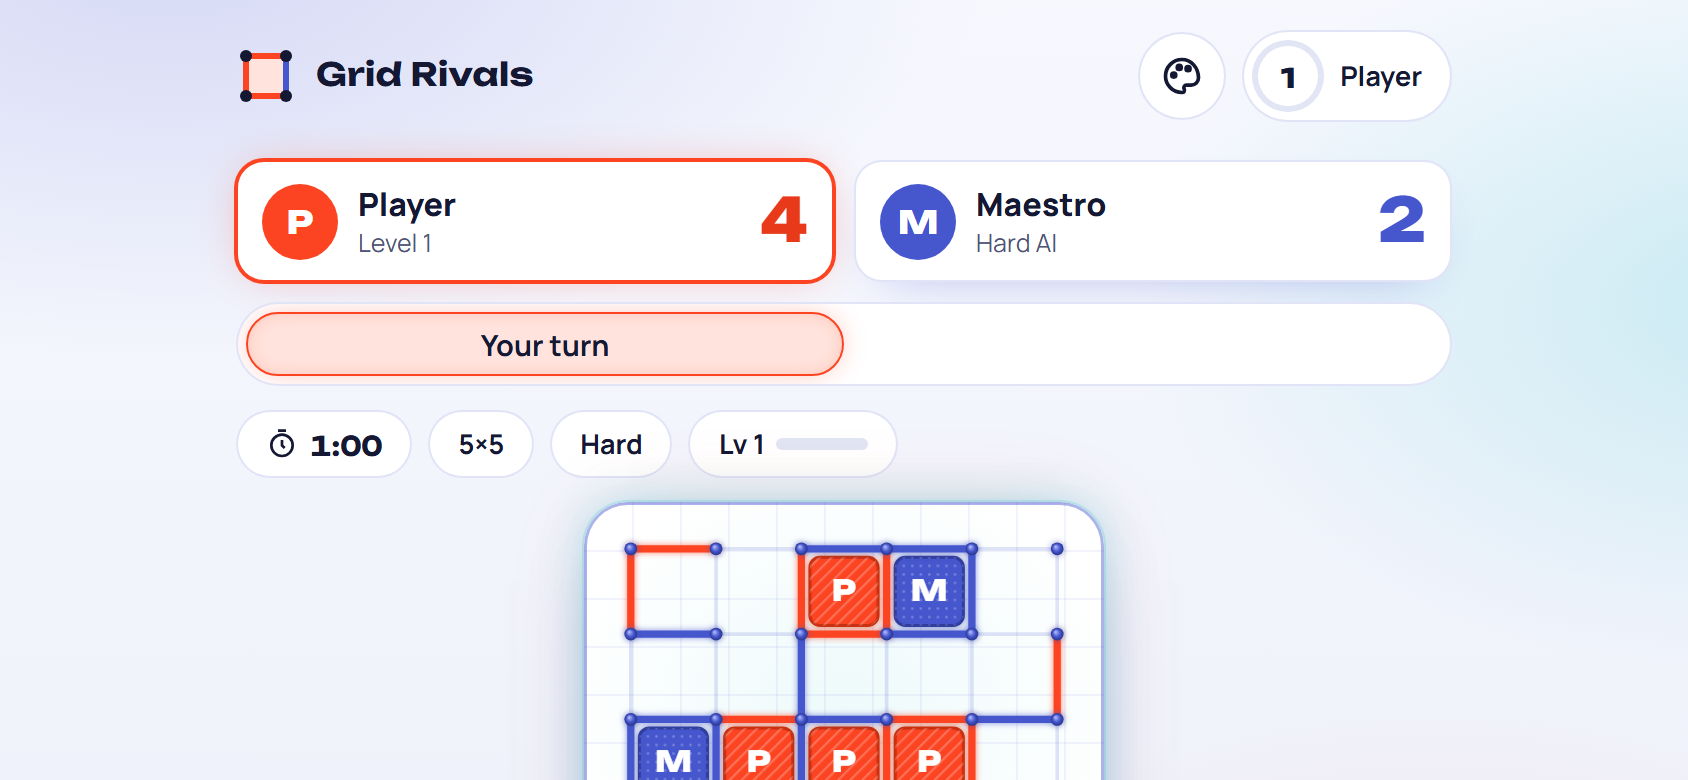 Grid Rivals
1 Player
P Player 4
Level 1
M Maestro 2
Hard AI
Your turn
1:00 5×5 Hard Lv 1
P M
M P P P